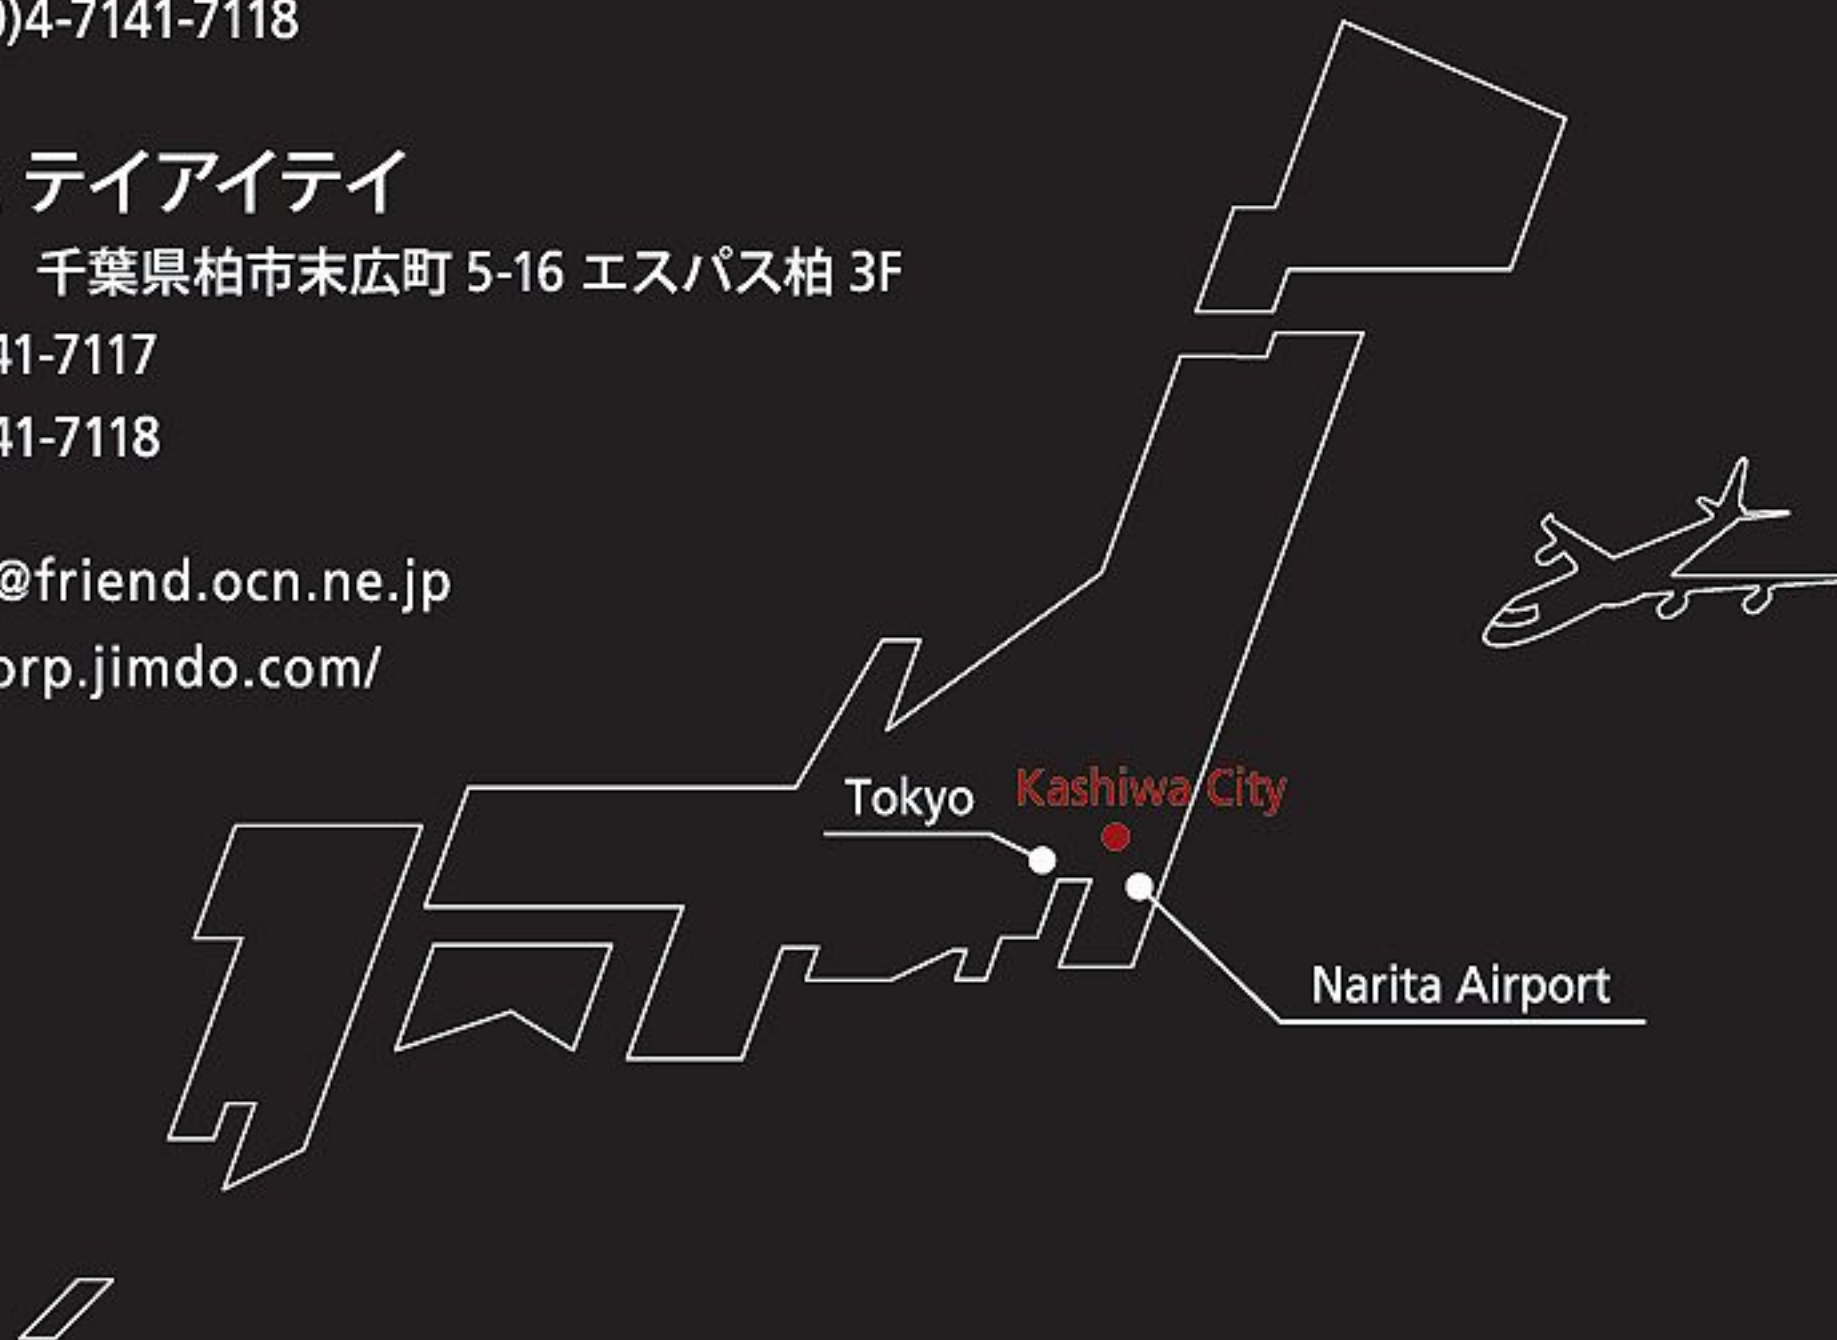 0)4-7141-7118
テイアイテイ
千葉県柏市末広町 5-16 エスパス柏 3F
41-7117
41-7118
@friend.ocn.ne.jp
orp.jimdo.com/
Tokyo
Kashiwa City
Narita Airport